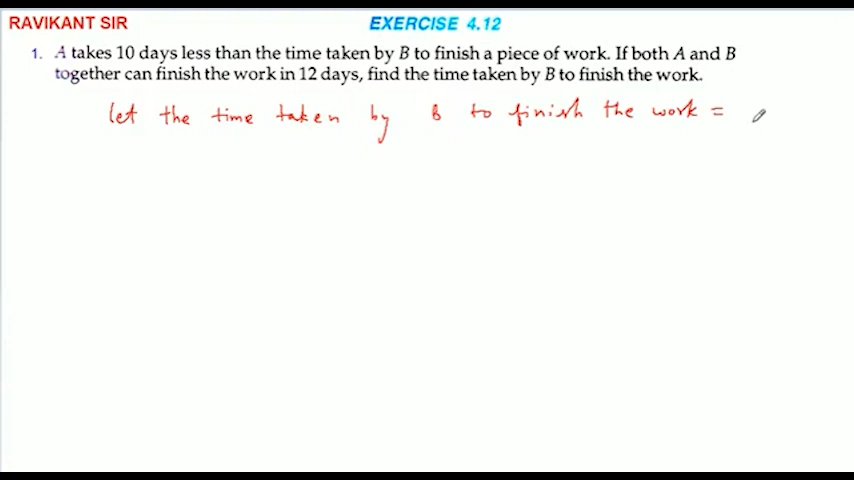 RAVIKANT SIR
EXERCISE 4.12
1. A takes 10 days less than the time taken by B to finish a piece of work. If both A and B
together can finish the work in 12 days, find the time taken by B to finish the work.
let the time taken by B to finish the work =